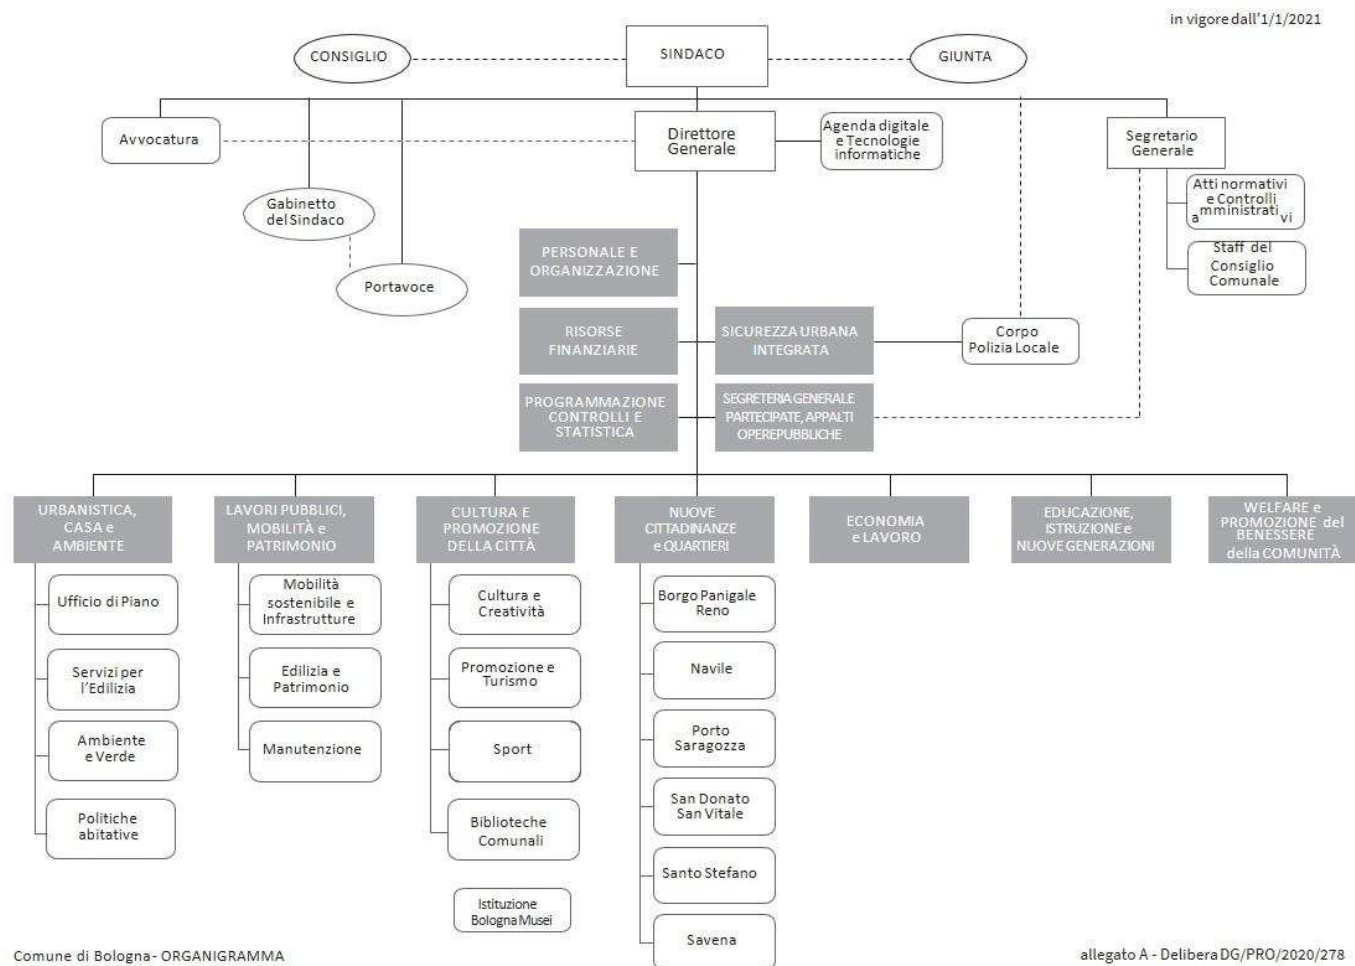 in vigore dall'1/1/2021
CONSIGLIO
SINDACO
GIUNTA
Avvocatura
Direttore
Generale
Agenda digitale
e Tecnologie
informatiche
Segretario
Generale
Gabinetto
del Sindaco
Atti normativi
e Controlli
amministrativi
Portavoce
Staff del
Consiglio
Comunale
PERSONALE E
ORGANIZZAZIONE
RISORSE
FINANZIARIE
SICUREZZA URBANA
INTEGRATA
Corpo
Polizia Locale
PROGRAMMAZIONE
CONTROLLI E
STATISTICA
SEGRETERIA GENERALE
PARTECIPATE, APPALTI
OPERE PUBBLICHE
URBANISTICA,
CASA e
AMBIENTE
LAVORI PUBBLICI,
MOBILITÀ e
PATRIMONIO
CULTURA E
PROMOZIONE
DELLA CITTÀ
NUOVE
CITTADINANZE
e QUARTIERI
ECONOMIA
e LAVORO
EDUCAZIONE,
ISTRUZIONE e
NUOVE GENERAZIONI
WELFARE e
PROMOZIONE del
BENESSERE
della COMUNITÀ
Ufficio di Piano
Servizi per
l'Edilizia
Ambiente
e Verde
Politiche
abitative
Mobilità
sostenibile e
Infrastrutture
Edilizia e
Patrimonio
Manutenzione
Cultura e
Creatività
Promozione e
Turismo
Sport
Biblioteche
Comunali
Istituzione
Bologna Musei
Borgo Panigale
Reno
Navile
Porto
Saragozza
San Donato
San Vitale
Santo Stefano
Savena
Comune di Bologna- ORGANIGRAMMA
allegato A - Delibera DG/PRO/2020/278